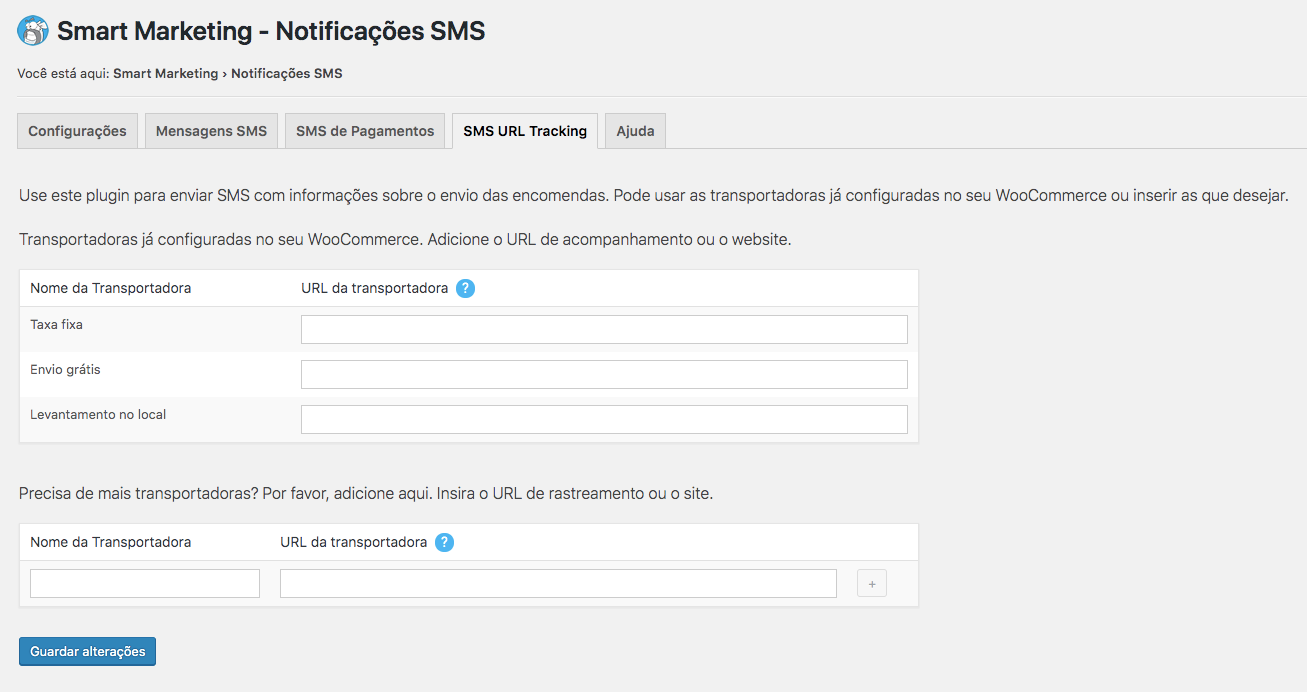 Smart Marketing - Notificações SMS
Você está aqui: Smart Marketing › Notificações SMS
Configurações Mensagens SMS SMS de Pagamentos SMS URL Tracking Ajuda
Use este plugin para enviar SMS com informações sobre o envio das encomendas. Pode usar as transportadoras já configuradas no seu WooCommerce ou inserir as que desejar.
Transportadoras já configuradas no seu WooCommerce. Adicione o URL de acompanhamento ou o website.
Nome da Transportadora URL da transportadora ?
Taxa fixa
Envio grátis
Levantamento no local
Precisa de mais transportadoras? Por favor, adicione aqui. Insira o URL de rastreamento ou o site.
Nome da Transportadora URL da transportadora ?
+
Guardar alterações